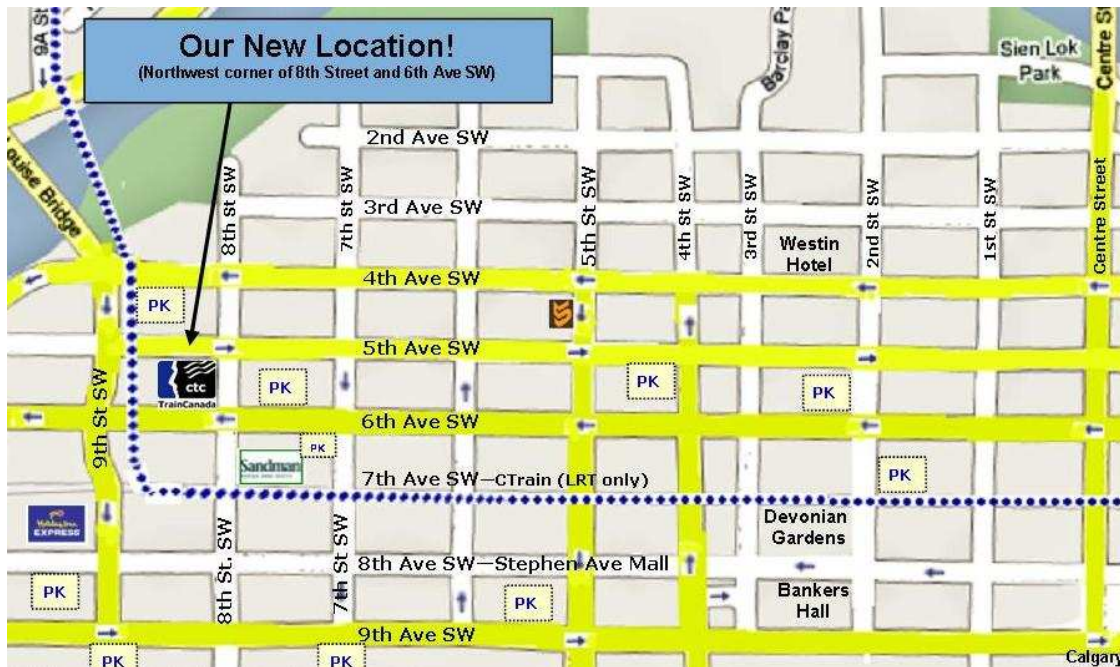 9A St
Our New Location!
(Northwest corner of 8th Street and 6th Ave SW)
Barclay Pa
Sien Lok
Park
Centre Street
Louise Bridge
2nd Ave SW
8th St SW
7th St SW
3rd Ave SW
5th St SW
4th St SW
3rd St SW
Westin
Hotel
2nd St SW
1st St SW
Centre Street
4th Ave SW
PK
5th Ave SW
ctc
TrainCanada
PK
PK
PK
9th St SW
6th Ave SW
PK
Sandman
7th Ave SW—CTrain (LRT only)
PK
Holiday Inn
EXPRESS
Devonian
Gardens
8th St. SW
7th St SW
8th Ave SW—Stephen Ave Mall
PK
PK
Bankers
Hall
9th Ave SW
PK
PK
Calgary